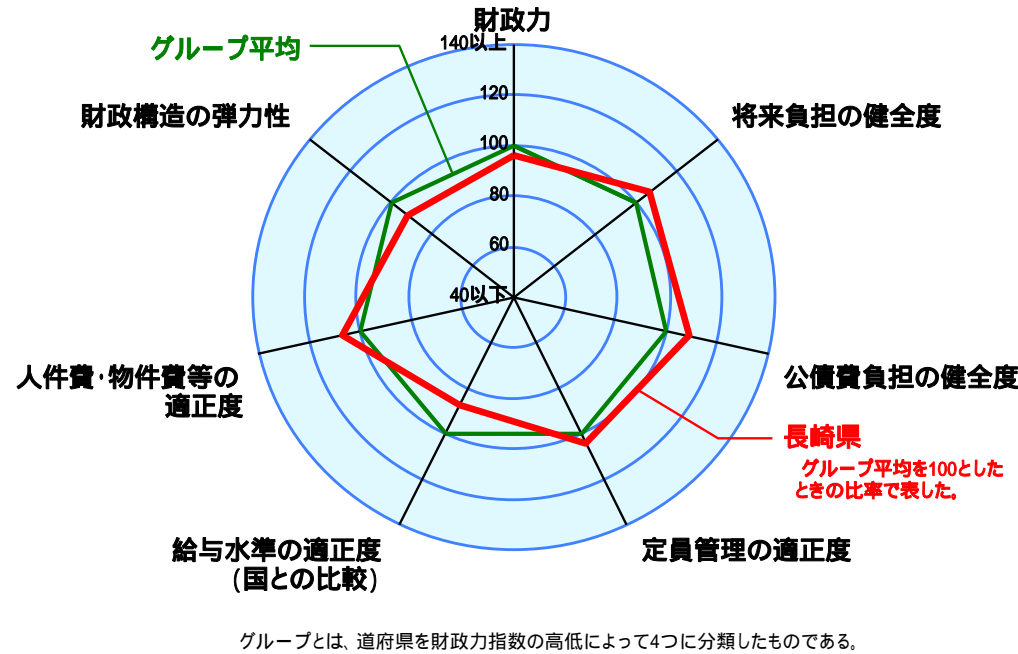 財政力
140以上
グループ平均
120
財政構造の弾力性
将来負担の健全度
100
80
60
40以下
人件費・物件費等の
適正度
公債費負担の健全度
長崎県
グループ平均を100とした
ときの比率で表した。
給与水準の適正度
(国との比較)
定員管理の適正度
グループとは、道府県を財政力指数の高低によって4つに分類したものである。